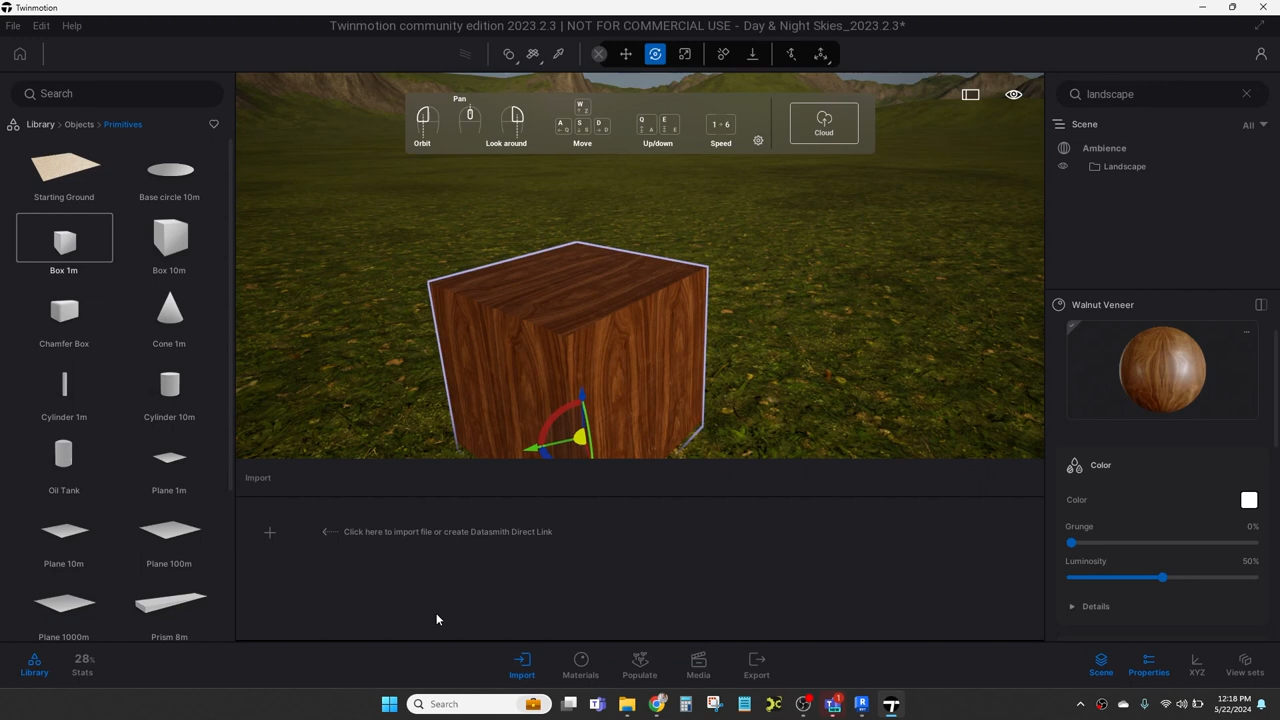 Twinmotion
File Edit Help
Twinmotion community edition 2023.2.3 | NOT FOR COMMERCIAL USE - Day & Night Skies_2023.2.3*
Search
Library > Objects > Primitives
Starting Ground
Base circle 10m
Box 1m
Box 10m
Chamfer Box
Cone 1m
Cylinder 1m
Cylinder 10m
Oil Tank
Plane 1m
Plane 10m
Plane 100m
Plane 1000m
Prism 8m
Orbit
Pan
Look around
W
A S D
Move
Q E
Up/down
1 - 6
Speed
Cloud
landscape
Scene
All
Ambience
Landscape
Walnut Veneer
Color
Color
Grunge 0%
Luminosity 50%
Details
Import
Click here to import file or create Datasmith Direct Link
Library
28%
Stats
Import
Materials
Populate
Media
Export
Scene
Properties
XYZ
View sets
Search
1
12:18 PM
5/22/2024